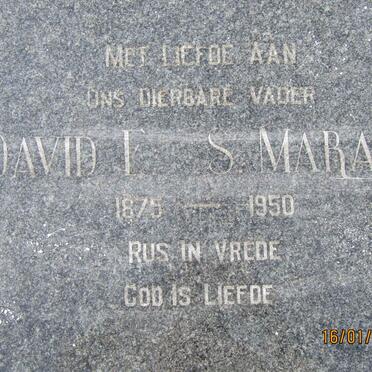 MET LIEFDE AAN
ONS DIERBARE VADER
DAVID E S. MARA
1875 — 1950
RUS IN VREDE
GOD IS LIEFDE
16/01/